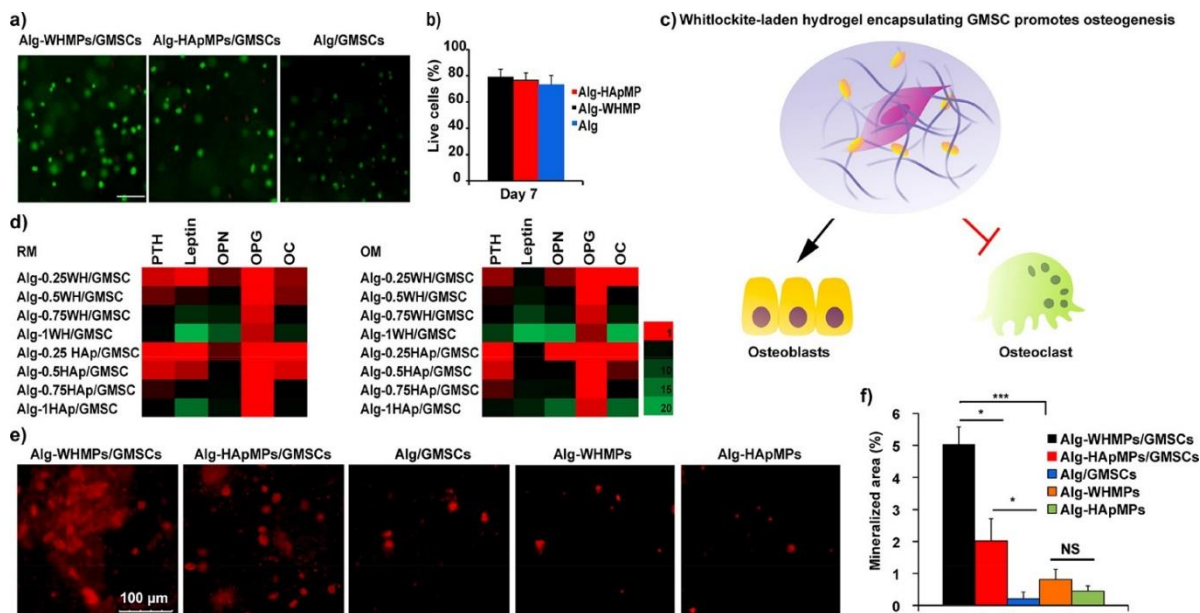 a)
Alg-WHMPs/GMSCs
Alg-HApMPs/GMSCs
Alg/GMSCs
b)
Live cells (%)
100
80
60
40
20
0
Day 7
Alg-HApMP
Alg-WHMP
Alg
c) Whitlockite-laden hydrogel encapsulating GMSC promotes osteogenesis
Osteoblasts
Osteoclast
d)
RM
PTH
Leptin
OPN
OPG
OC
Alg-0.25WH/GMSC
Alg-0.5WH/GMSC
Alg-0.75WH/GMSC
Alg-1WH/GMSC
Alg-0.25 HAp/GMSC
Alg-0.5HAp/GMSC
Alg-0.75HAp/GMSC
Alg-1HAp/GMSC
OM
PTH
Leptin
OPN
OPG
OC
Alg-0.25WH/GMSC
Alg-0.5WH/GMSC
Alg-0.75WH/GMSC
Alg-1WH/GMSC
Alg-0.25HAp/GMSC
Alg-0.5HAp/GMSC
Alg-0.75HAp/GMSC
Alg-1HAp/GMSC
10
15
20
e)
Alg-WHMPs/GMSCs
Alg-HApMPs/GMSCs
Alg/GMSCs
Alg-WHMPs
Alg-HApMPs
100 μm
f)
Mineralized area (%)
6
5
4
3
2
1
0
***
*
*
NS
Alg-WHMPs/GMSCs
Alg-HApMPs/GMSCs
Alg/GMSCs
Alg-WHMPs
Alg-HApMPs